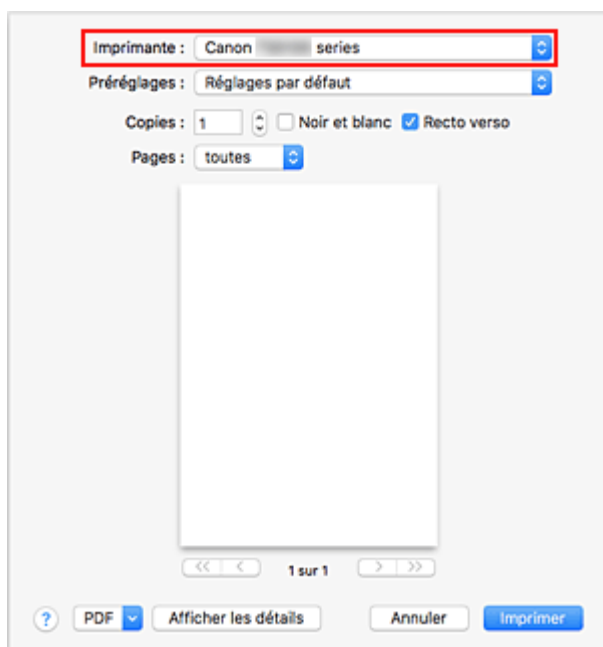 Imprimante : Canon series
Préréglages : Réglages par défaut
Copies : 1 Noir et blanc Recto verso
Pages : toutes
<< < 1 sur 1 > >>
? PDF Afficher les détails Annuler Imprimer